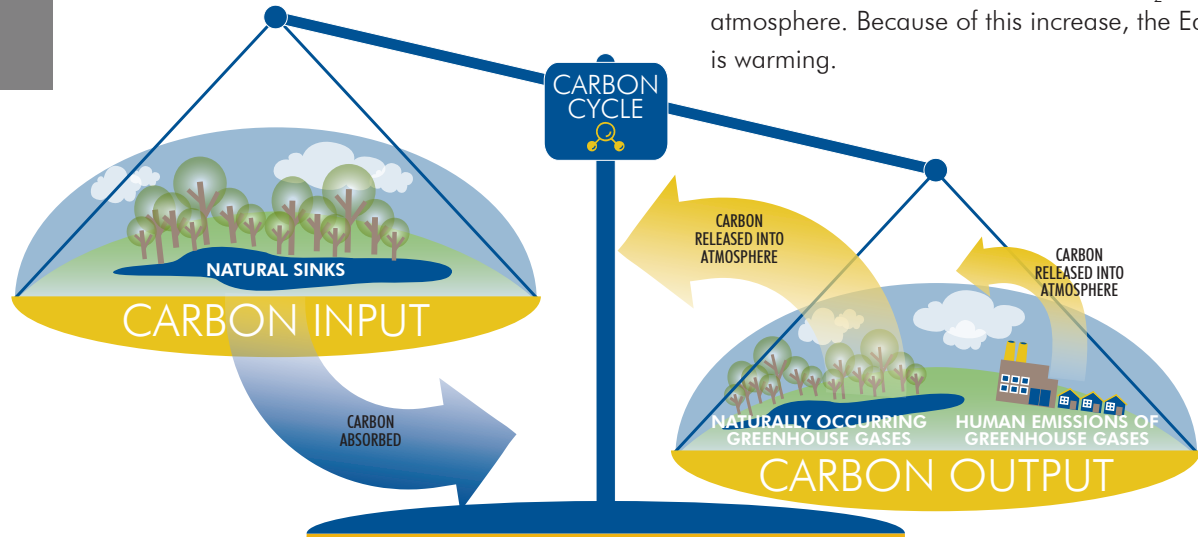 atmosphere. Because of this increase, the Ea
is warming.
CARBON
CYCLE
NATURAL SINKS
CARBON INPUT
CARBON
ABSORBED
CARBON
RELEASED INTO
ATMOSPHERE
CARBON
RELEASED INTO
ATMOSPHERE
NATURALLY OCCURRING
GREENHOUSE GASES
HUMAN EMISSIONS OF
GREENHOUSE GASES
CARBON OUTPUT